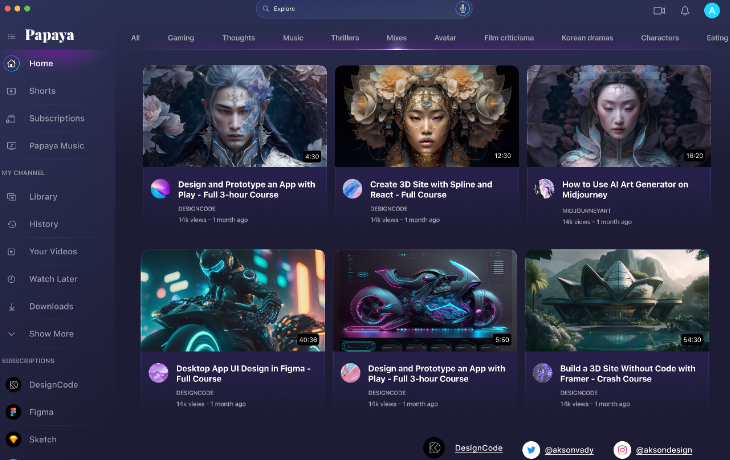 Explore
A
Papaya
All
Gaming
Thoughts
Music
Thrillers
Mixes
Avatar
Film criticisma
Korean dramas
Characters
Eating
Home
Shorts
Subscriptions
Papaya Music
MY CHANNEL
Library
History
Your Videos
Watch Later
Downloads
Show More
SUBSCRIPTIONS
DesignCode
Figma
Sketch
4:30
Design and Prototype an App with
Play - Full 3-hour Course
DESIGNCODE
14k views - 1 month ago
12:30
Create 3D Site with Spline and
React - Full Course
DESIGNCODE
14k views - 1 month ago
16:20
How to Use AI Art Generator on
Midjourney
MIDJOURNEYART
14k views - 1 month ago
40:36
Desktop App UI Design in Figma -
Full Course
DESIGNCODE
14k views - 1 month ago
5:50
Design and Prototype an App with
Play - Full 3-hour Course
DESIGNCODE
14k views - 1 month ago
54:30
Build a 3D Site Without Code with
Framer - Crash Course
DESIGNCODE
14k views - 1 month ago
DesignCode
@aksonvady
@aksondesign